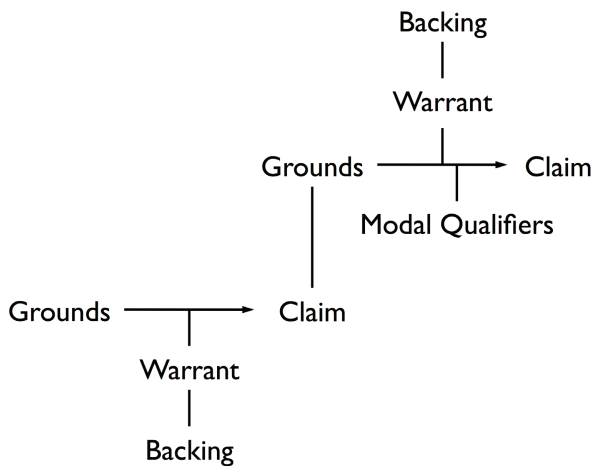 Backing
Warrant
Grounds Claim
Modal Qualifiers
Grounds Claim
Warrant
Backing